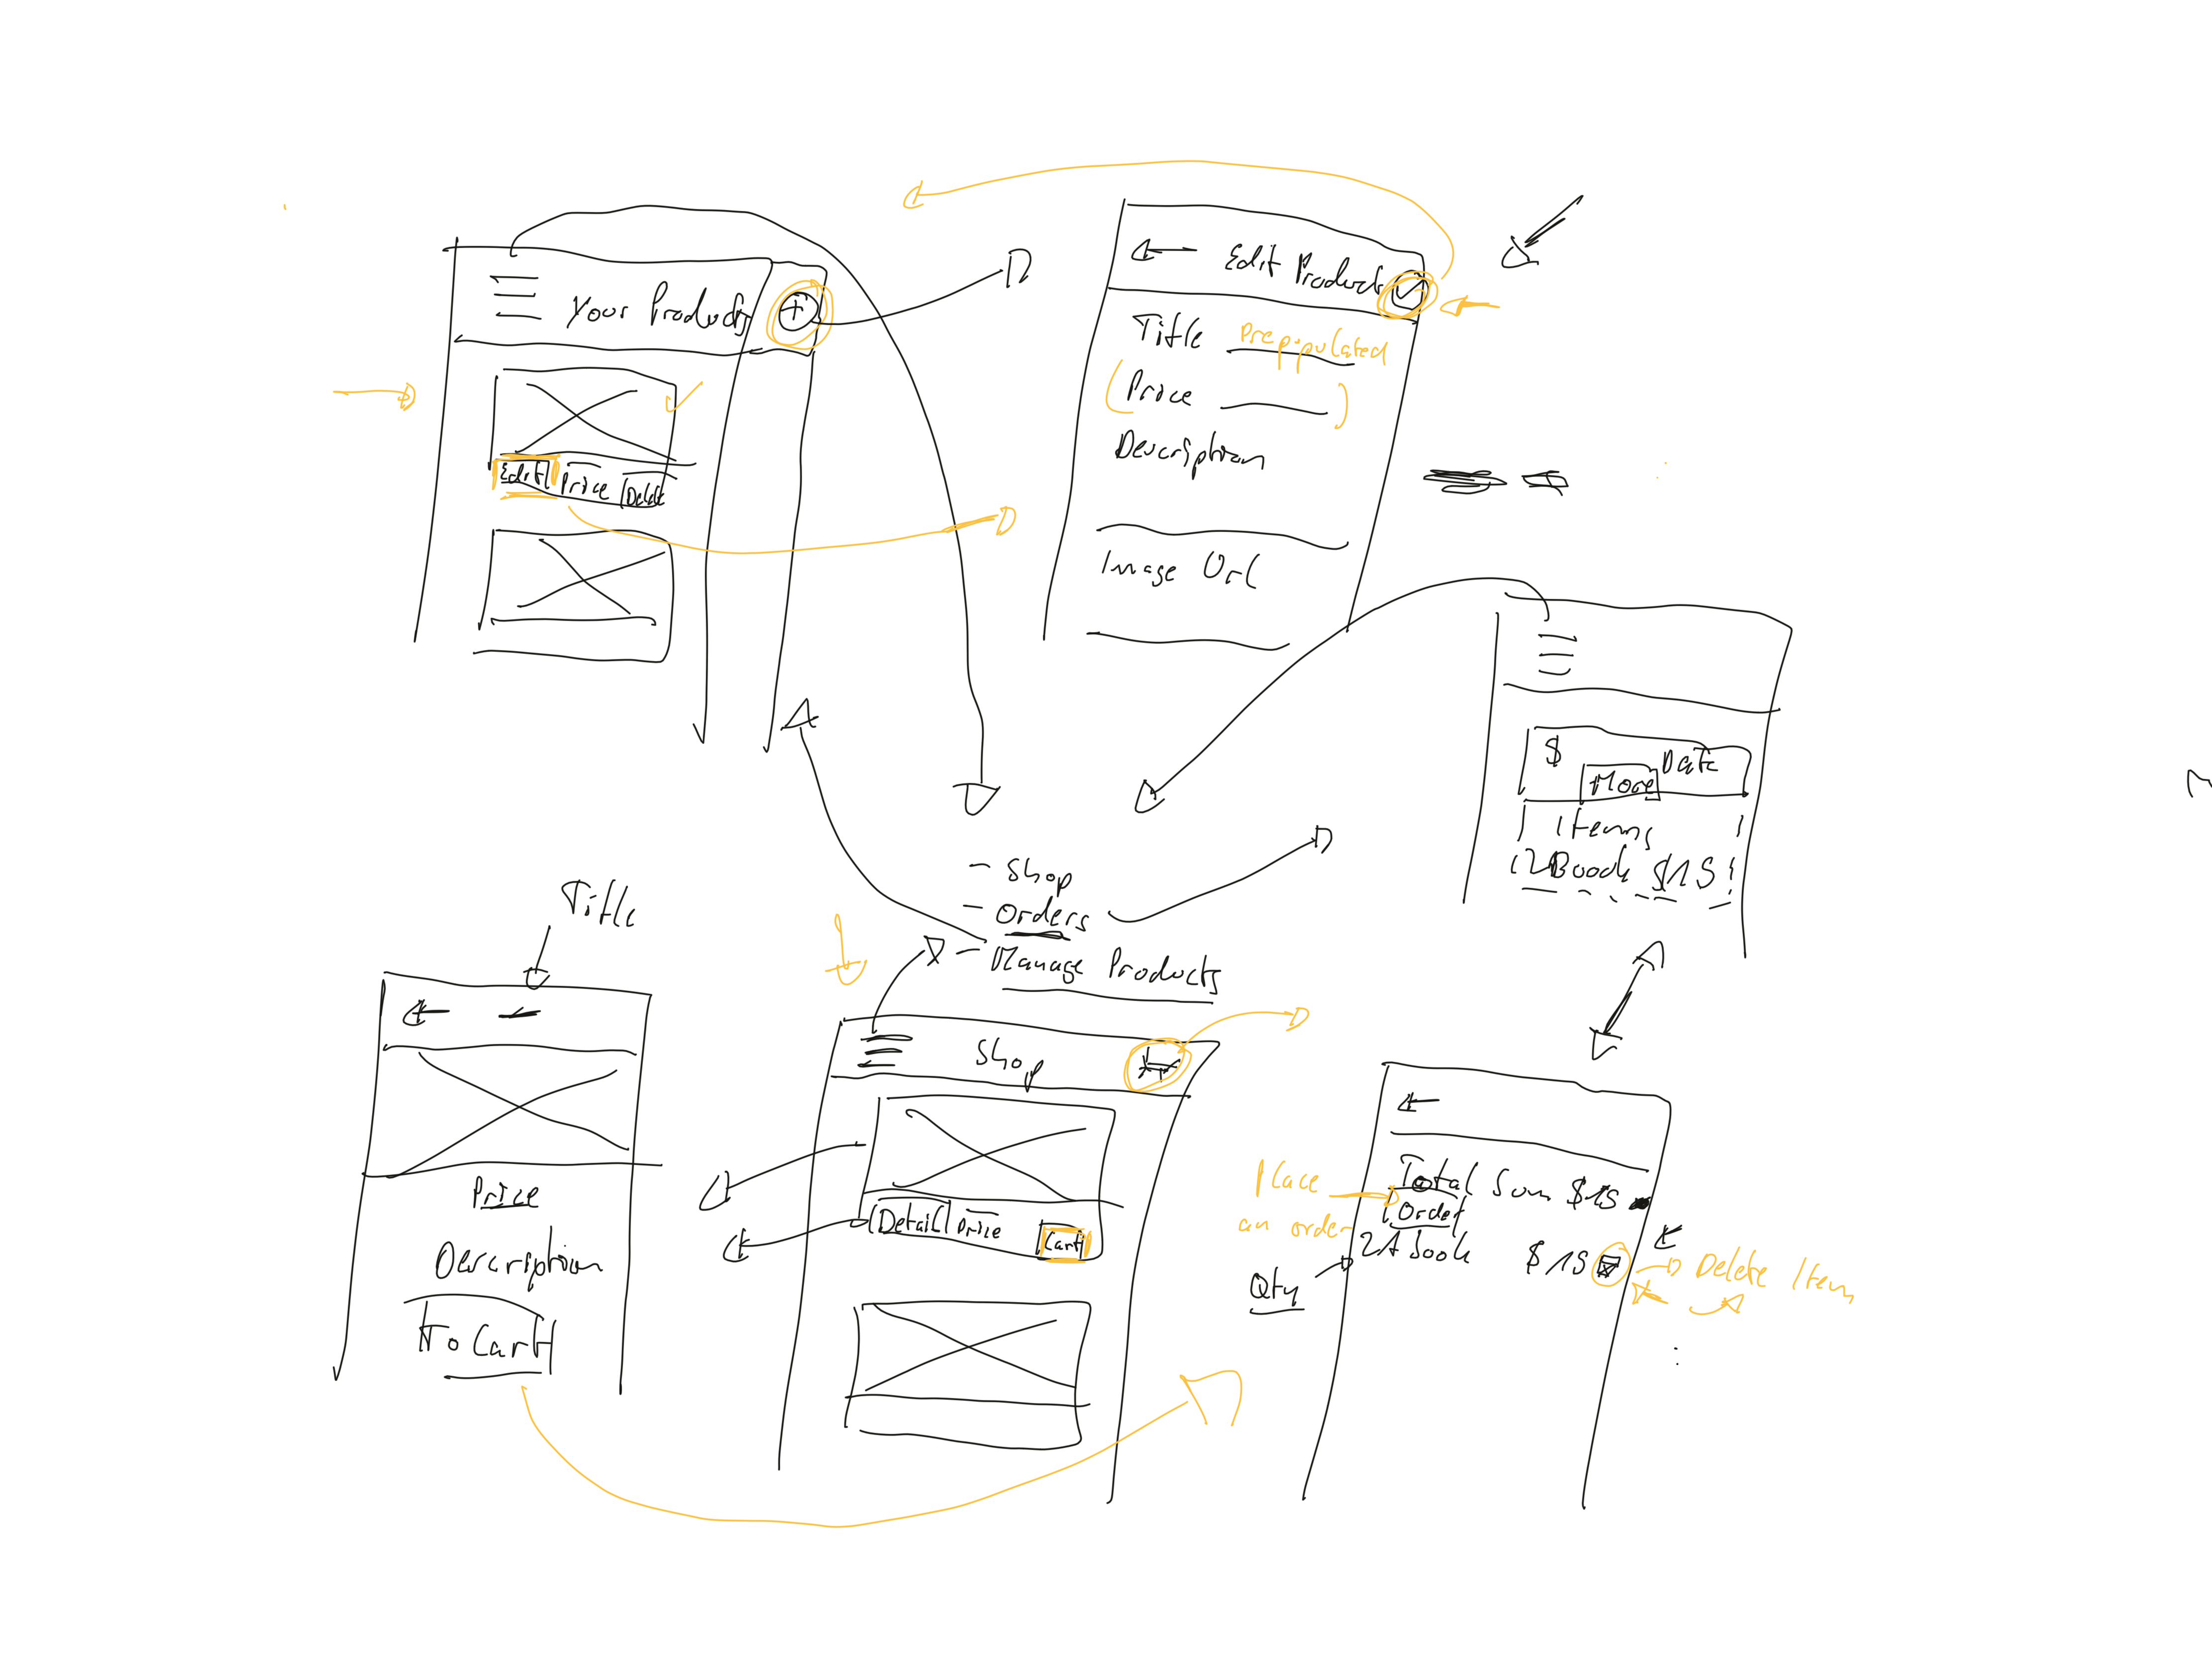 Your Products
Edit Price Delete
Edit Product
Title Prepopulated
Price
Description
Image Url
$ More Date
Items
2 Book $15
- Shop
- Orders
- Manage Products
Title
Price
Description
To Cart
Shop
Detail Price Cart
Place
an order
Total Sum $15
Order
Qty
$15
Delete Item